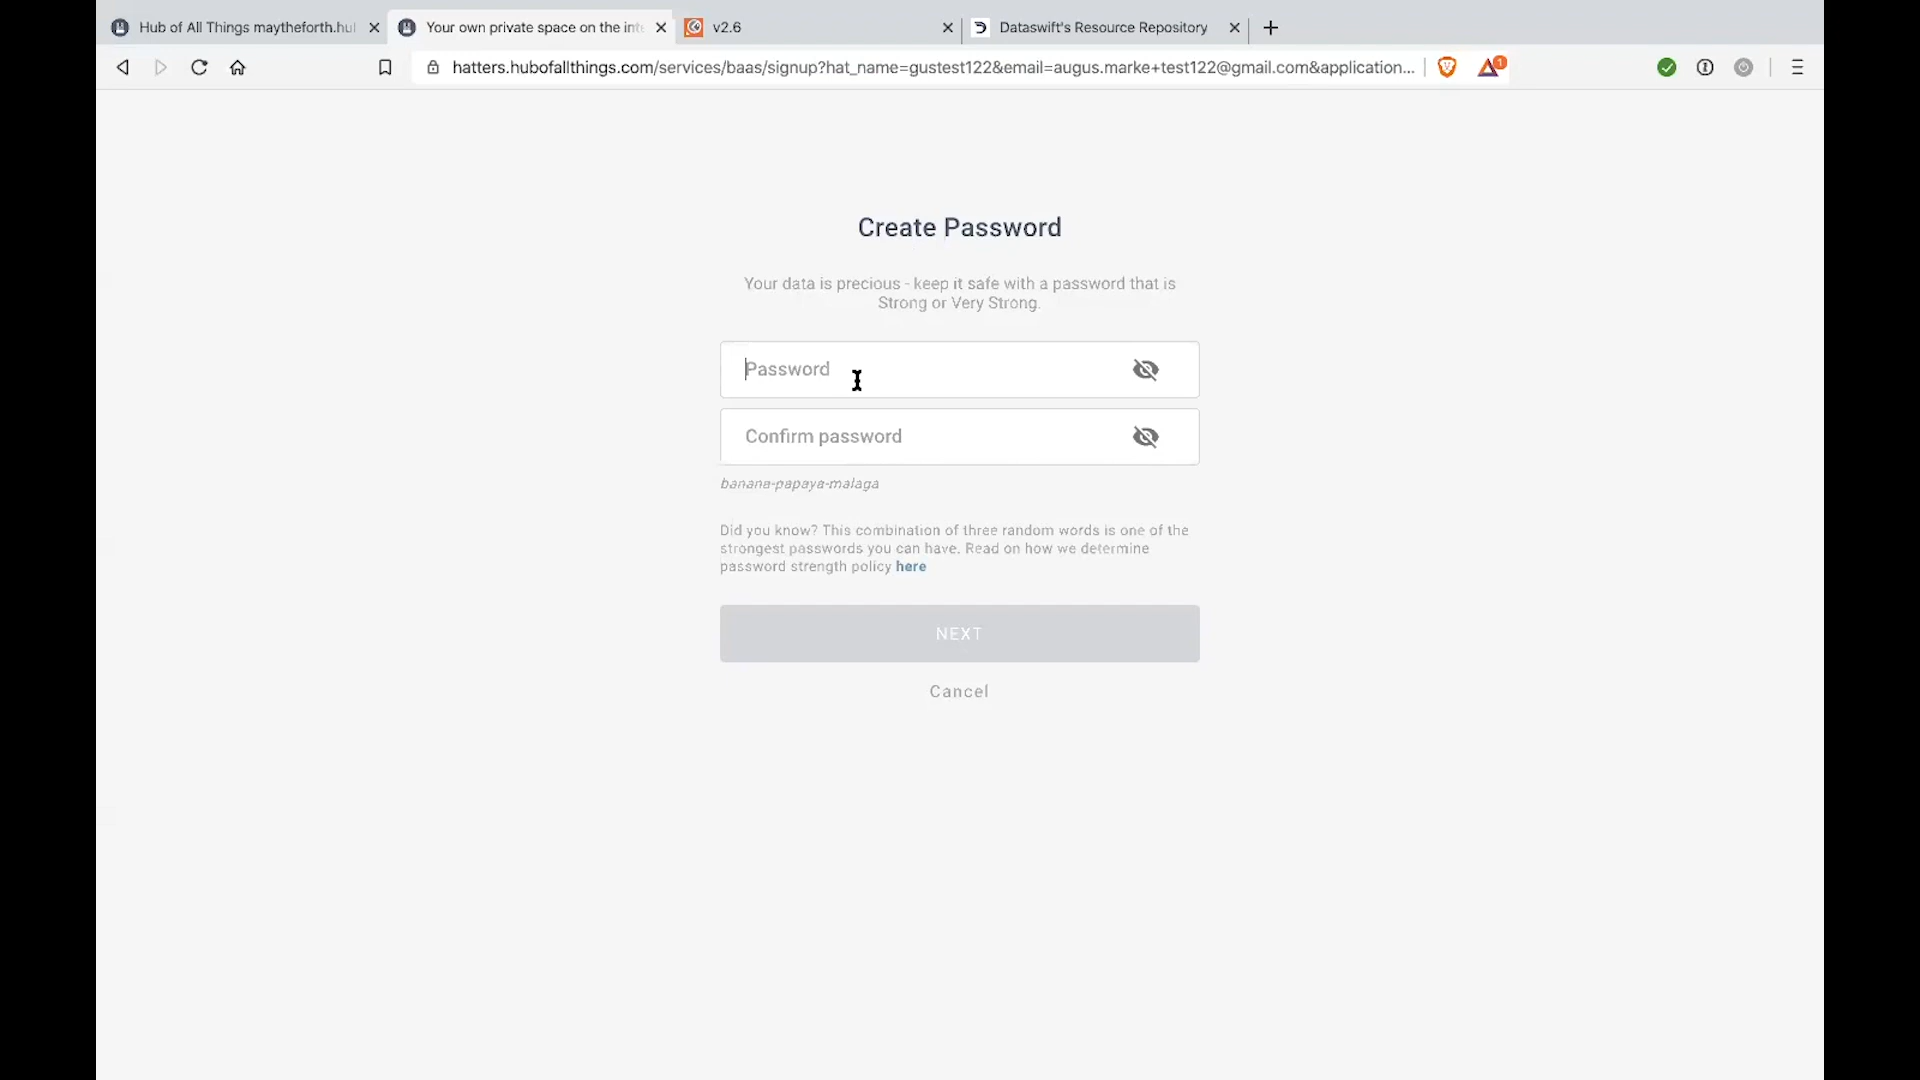 Hub of All Things maytheforth.hu
Your own private space on the int
v2.6
Dataswift's Resource Repository
hatters.hubofallthings.com/services/baas/signup?hat_name=gustest122&email=augus.marke+test122@gmail.com&application...
1
Create Password
Your data is precious - keep it safe with a password that is
Strong or Very Strong.
Password
Confirm password
banana-papaya-malaga
Did you know? This combination of three random words is one of the
strongest passwords you can have. Read on how we determine
password strength policy here
NEXT
Cancel